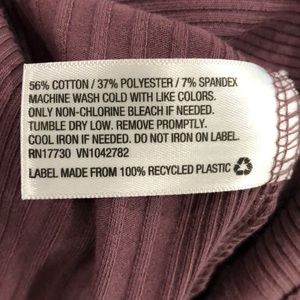 56% COTTON / 37% POLYESTER / 7% SPANDEX
MACHINE WASH COLD WITH LIKE COLORS.
ONLY NON-CHLORINE BLEACH IF NEEDED.
TUMBLE DRY LOW. REMOVE PROMPTLY.
COOL IRON IF NEEDED. DO NOT IRON ON LABEL.
RN17730 VN1042782
LABEL MADE FROM 100% RECYCLED PLASTIC